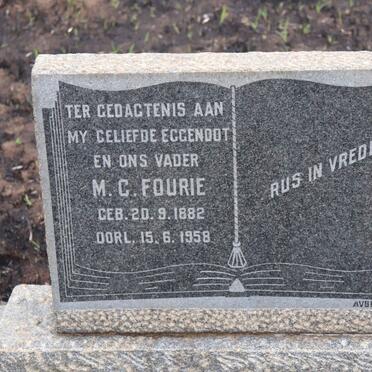 TER GEDAGTENIS AAN
MY GELIEFDE EGGENOOT
EN ONS VADER
M. C. FOURIE
GEB. 20. 9. 1882
OORL. 15. 6. 1958
RUS IN VREDE